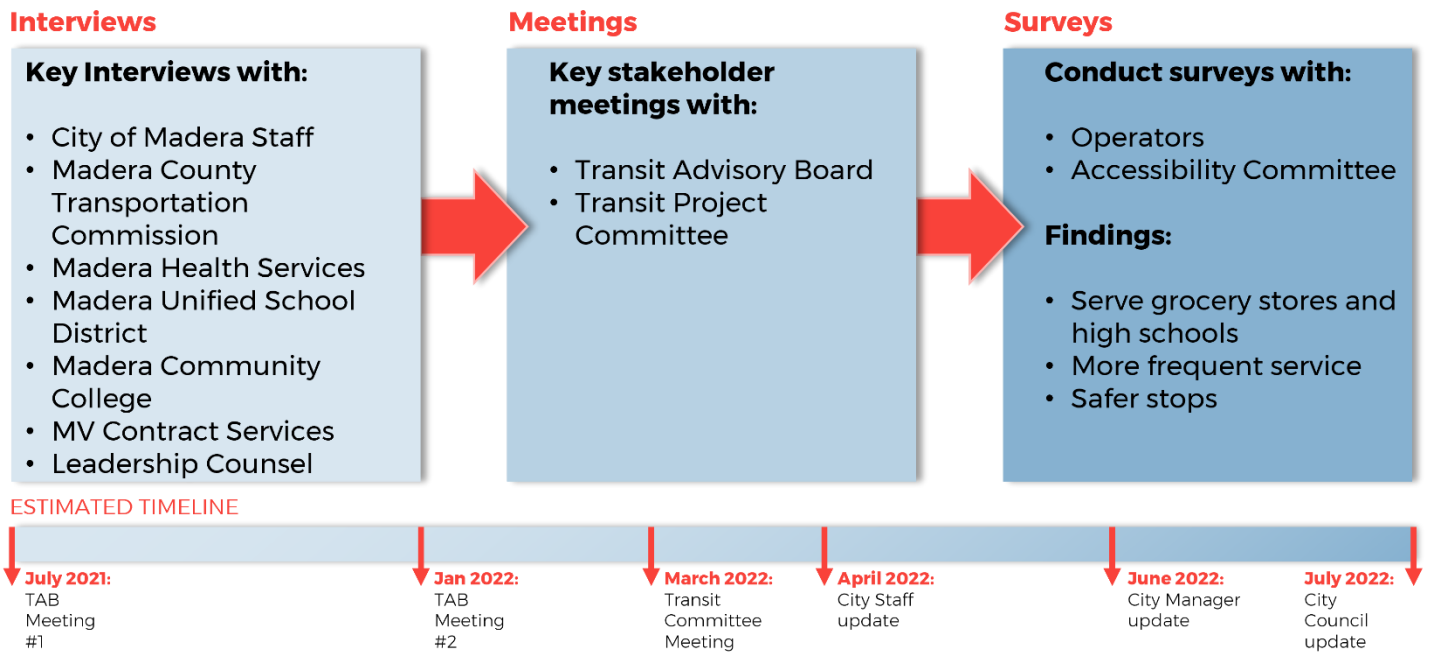 Interviews
Key Interviews with:
• City of Madera Staff
• Madera County
Transportation
Commission
• Madera Health Services
• Madera Unified School
District
• Madera Community
College
• MV Contract Services
• Leadership Counsel
Meetings
Key stakeholder
meetings with:
• Transit Advisory Board
• Transit Project
Committee
Surveys
Conduct surveys with:
• Operators
• Accessibility Committee
Findings:
• Serve grocery stores and
high schools
• More frequent service
• Safer stops
ESTIMATED TIMELINE
July 2021:
TAB
Meeting
#1
Jan 2022:
TAB
Meeting
#2
March 2022:
Transit
Committee
Meeting
April 2022:
City Staff
update
June 2022:
City Manager
update
July 2022:
City
Council
update